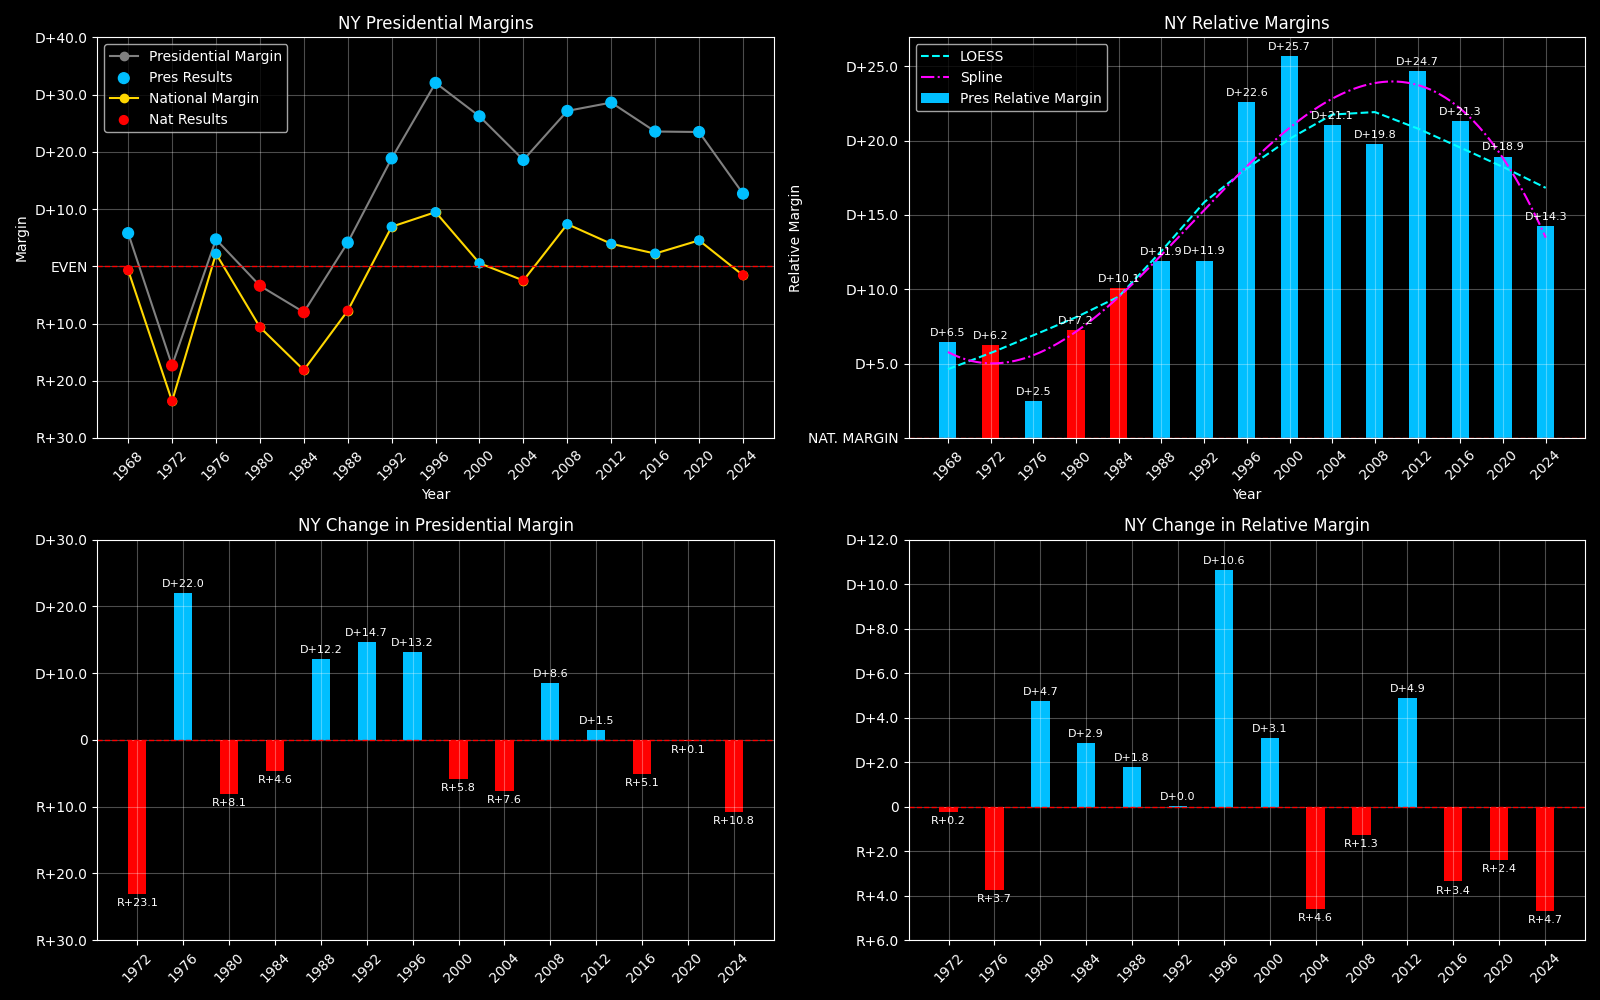 NY Presidential Margins
D+40.0
D+30.0
D+20.0
D+10.0
EVEN
R+10.0
R+20.0
R+30.0
Margin
Presidential Margin
Pres Results
National Margin
Nat Results
1968 1972 1976 1980 1984 1988 1992 1996 2000 2004 2008 2012 2016 2020 2024
Year
NY Relative Margins
D+25.0
D+20.0
D+15.0
D+10.0
D+5.0
NAT. MARGIN
Relative Margin
LOESS
Spline
Pres Relative Margin
D+6.5 D+6.2 D+2.5 D+7.2 D+10.1 D+11.9 D+11.9 D+22.6 D+25.7 D+21.1 D+19.8 D+24.7 D+21.3 D+18.9 D+14.3
1968 1972 1976 1980 1984 1988 1992 1996 2000 2004 2008 2012 2016 2020 2024
Year
NY Change in Presidential Margin
D+30.0
D+20.0
D+10.0
0
R+10.0
R+20.0
R+30.0
R+23.1 D+22.0 R+8.1 R+4.6 D+12.2 D+14.7 D+13.2 R+5.8 R+7.6 D+8.6 D+1.5 R+5.1 R+0.1 R+10.8
1972 1976 1980 1984 1988 1992 1996 2000 2004 2008 2012 2016 2020 2024
NY Change in Relative Margin
D+12.0
D+10.0
D+8.0
D+6.0
D+4.0
D+2.0
0
R+2.0
R+4.0
R+6.0
R+0.2 R+3.7 D+4.7 D+2.9 D+1.8 D+0.0 D+10.6 D+3.1 R+4.6 R+1.3 D+4.9 R+3.4 R+2.4 R+4.7
1972 1976 1980 1984 1988 1992 1996 2000 2004 2008 2012 2016 2020 2024